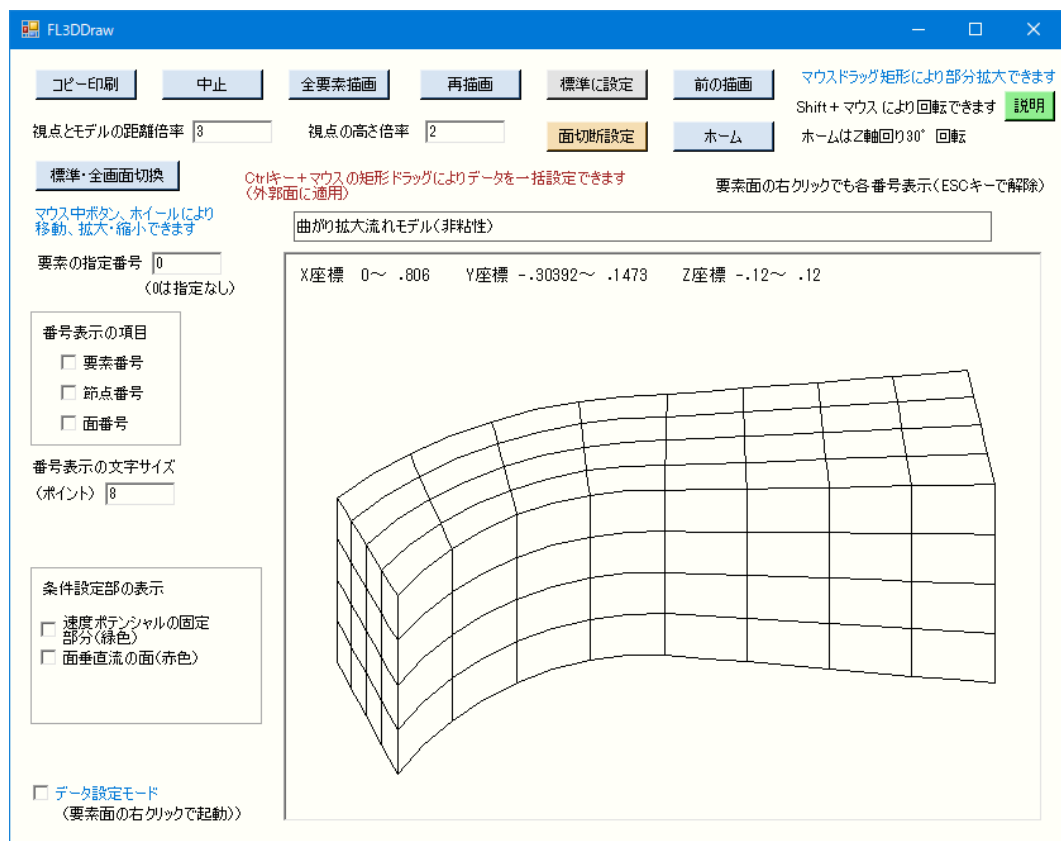 FL3DDraw
コピー印刷 中止 全要素描画 再描画 標準に設定 前の描画
マウスドラッグ矩形により部分拡大できます
Shift+マウスにより回転できます 説明
視点とモデルの距離倍率 3 視点の高さ倍率 2 面切断設定 ホーム ホームはZ軸回り30°回転
標準・全画面切換
Ctrlキー+マウスの矩形ドラッグによりデータを一括設定できます
(外郭面に適用)
要素面の右クリックでも各番号表示(ESCキーで解除)
マウス中ボタン、ホイールにより
移動、拡大・縮小できます
曲がり拡大流れモデル(非粘性)
要素の指定番号 0
(0は指定なし)
X座標 0~ .806 Y座標 -.30392~ .1473 Z座標 -.12~ .12
番号表示の項目
要素番号
節点番号
面番号
番号表示の文字サイズ
(ポイント) 8
条件設定部の表示
速度ポテンシャルの固定
部分(緑色)
面垂直流の面(赤色)
データ設定モード
(要素面の右クリックで起動))